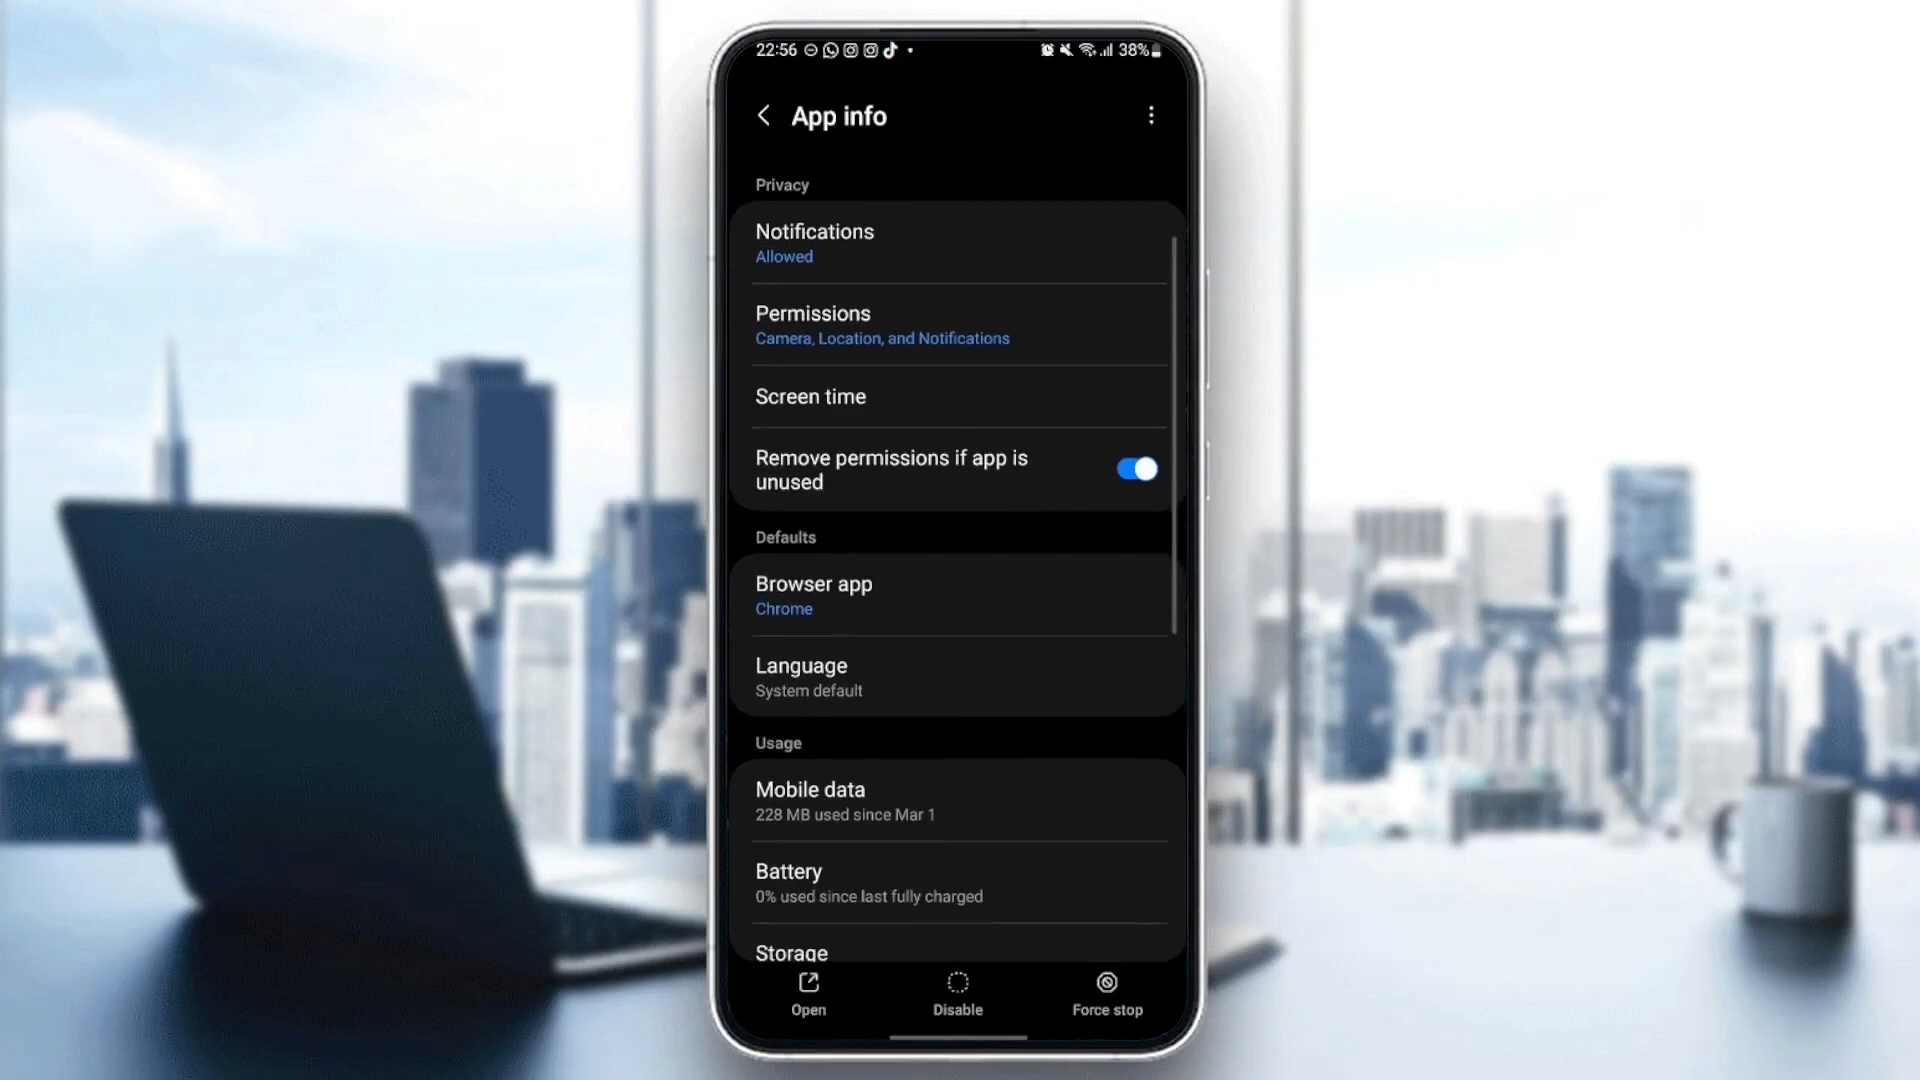 22:56 38%
App info
Privacy
Notifications
Allowed
Permissions
Camera, Location, and Notifications
Screen time
Remove permissions if app is
unused
Defaults
Browser app
Chrome
Language
System default
Usage
Mobile data
228 MB used since Mar 1
Battery
0% used since last fully charged
Storage
Open Disable Force stop